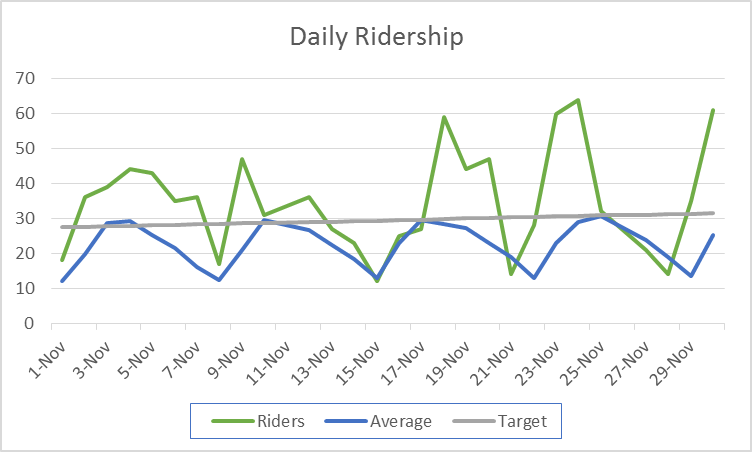 Daily Ridership
70
60
50
40
30
20
10
0
1-Nov 3-Nov 5-Nov 7-Nov 9-Nov 11-Nov 13-Nov 15-Nov 17-Nov 19-Nov 21-Nov 23-Nov 25-Nov 27-Nov 29-Nov
Riders Average Target